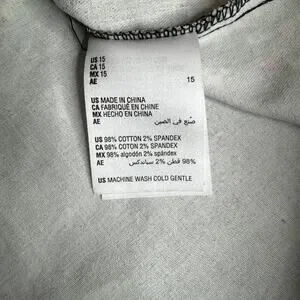 US 15
CA 15
MX 15
AE 15
US MADE IN CHINA
CA FABRIQUÉ EN CHINE
MX HECHO EN CHINA
AE صنع في الصين
US 98% COTTON 2% SPANDEX
CA 98% COTON 2% SPANDEX
MX 98% algodón 2% spandex
AE 98% قطن 2% سباندكس
US MACHINE WASH COLD GENTLE